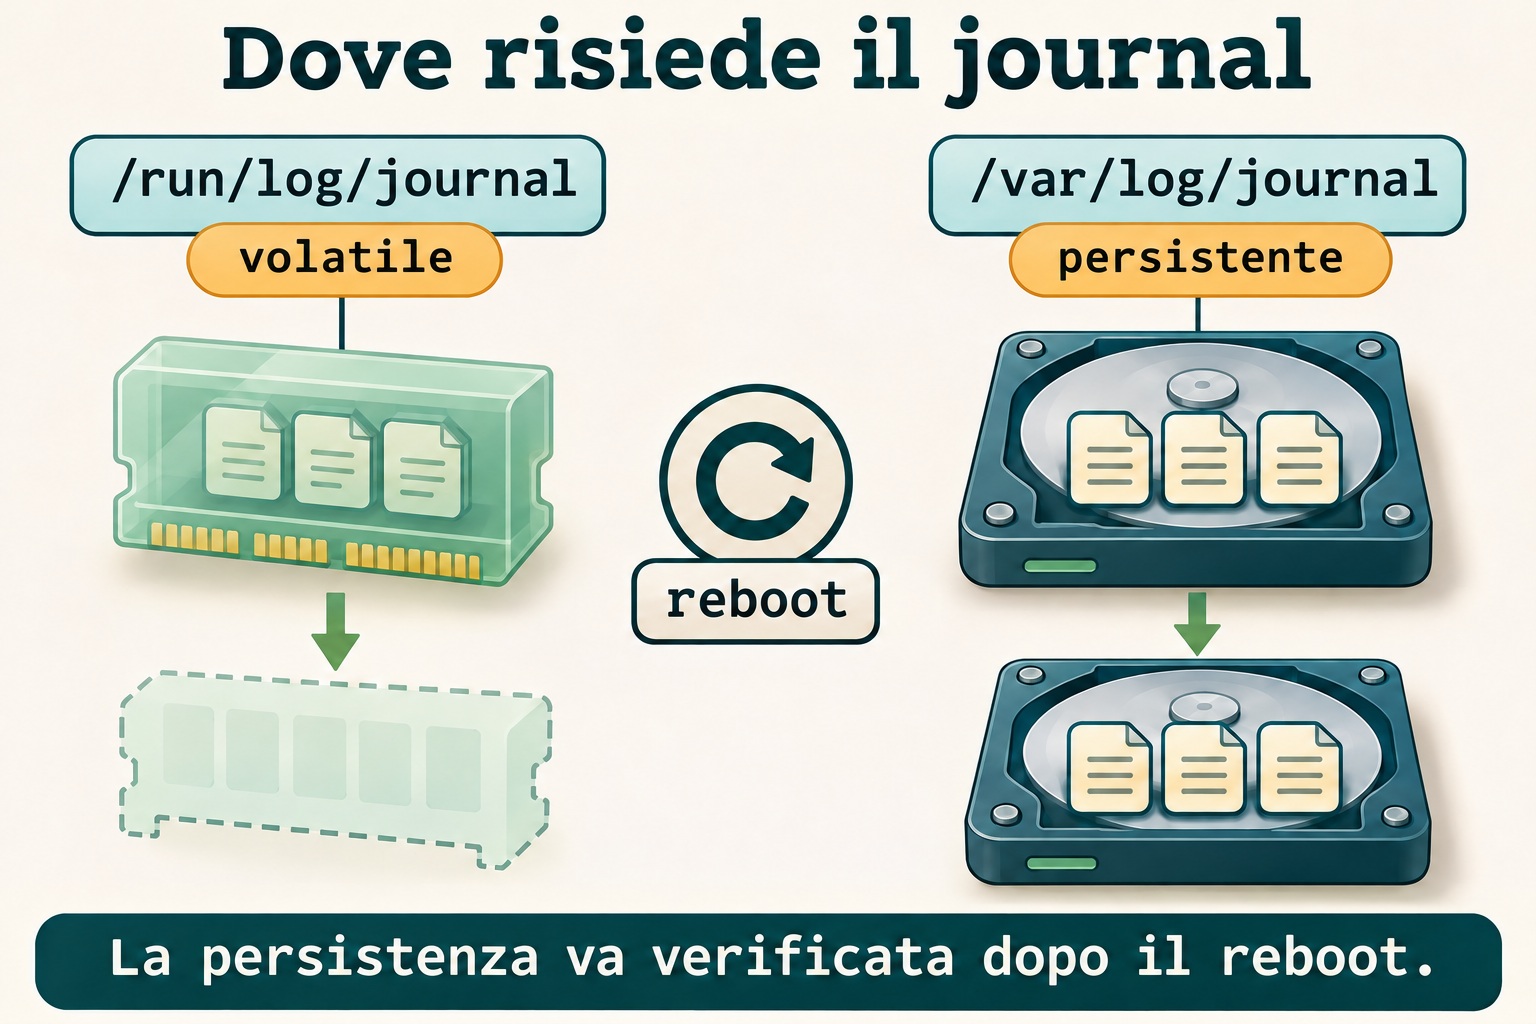 Dove risiede il journal
/run/log/journal
volatile
/var/log/journal
persistente
reboot
La persistenza va verificata dopo il reboot.